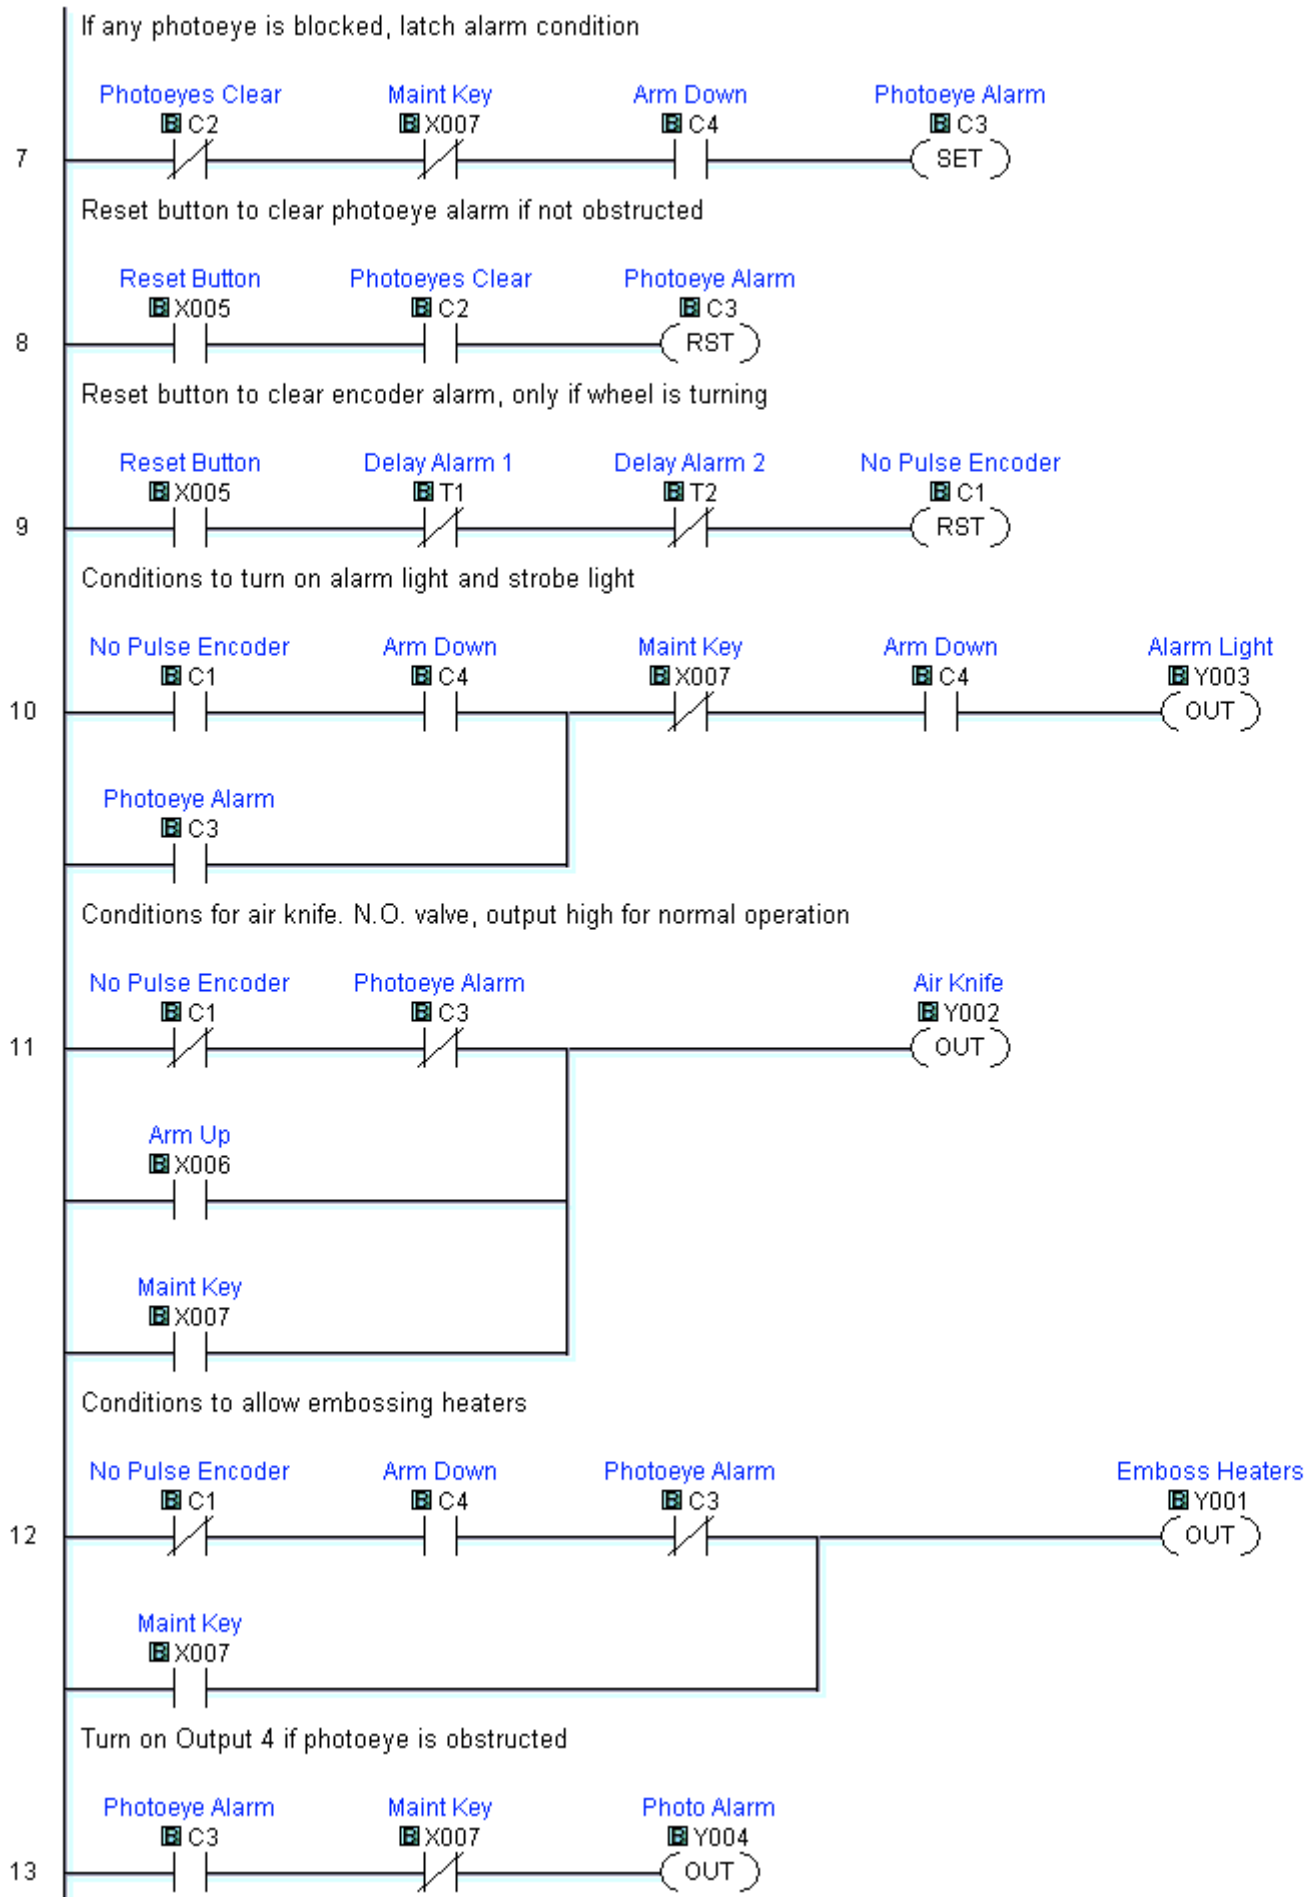 If any photoeye is blocked, latch alarm condition
Photoeyes Clear Maint Key Arm Down Photoeye Alarm
B C2 B X007 B C4 B C3
7 SET
Reset button to clear photoeye alarm if not obstructed
Reset Button Photoeyes Clear Photoeye Alarm
B X005 B C2 B C3
8 RST
Reset button to clear encoder alarm, only if wheel is turning
Reset Button Delay Alarm 1 Delay Alarm 2 No Pulse Encoder
B X005 B T1 B T2 B C1
9 RST
Conditions to turn on alarm light and strobe light
No Pulse Encoder Arm Down Maint Key Arm Down Alarm Light
B C1 B C4 B X007 B C4 B Y003
10 OUT
Photoeye Alarm
B C3
Conditions for air knife. N.O. valve, output high for normal operation
No Pulse Encoder Photoeye Alarm Air Knife
B C1 B C3 B Y002
11 OUT
Arm Up
B X006
Maint Key
B X007
Conditions to allow embossing heaters
No Pulse Encoder Arm Down Photoeye Alarm Emboss Heaters
B C1 B C4 B C3 B Y001
12 OUT
Maint Key
B X007
Turn on Output 4 if photoeye is obstructed
Photoeye Alarm Maint Key Photo Alarm
B C3 B X007 B Y004
13 OUT